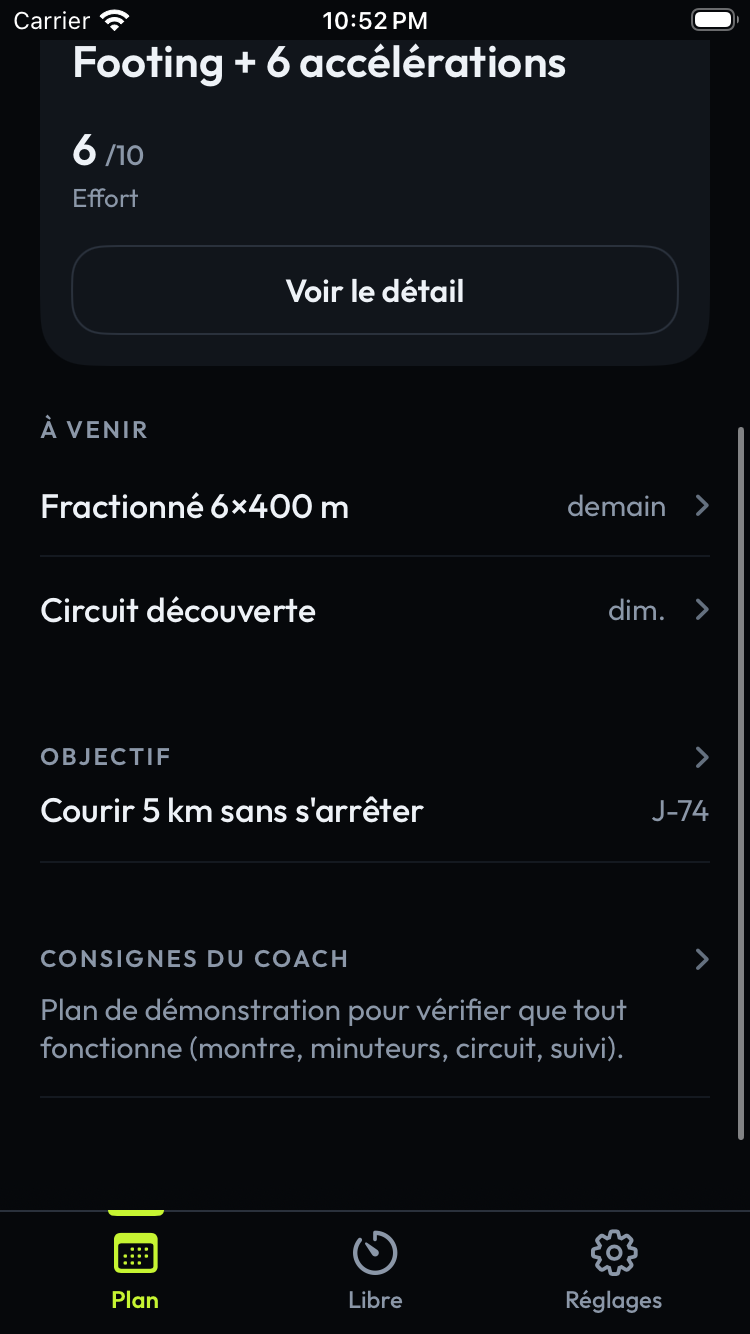 Carrier 10:52 PM
Footing + 6 accélérations
6 /10
Effort
Voir le détail
À VENIR
Fractionné 6×400 m demain
Circuit découverte dim.
OBJECTIF
Courir 5 km sans s'arrêter J-74
CONSIGNES DU COACH
Plan de démonstration pour vérifier que tout
fonctionne (montre, minuteurs, circuit, suivi).
Plan Libre Réglages